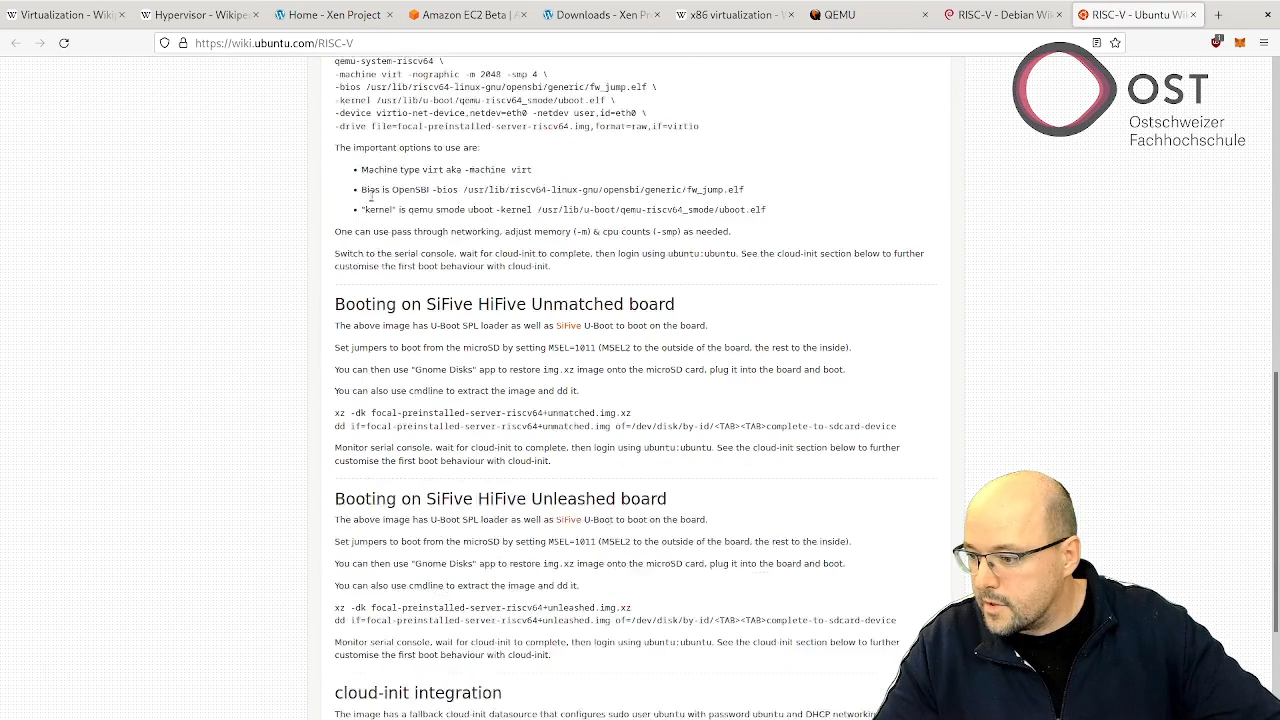 Virtualization - Wikip
Hypervisor - Wikipe
Home - Xen Project
Amazon EC2 Beta | A
Downloads - Xen Pro
x86 virtualization - W
QEMU
RISC-V - Debian Wiki
RISC-V - Ubuntu Wiki
https://wiki.ubuntu.com/RISC-V
OST
Ostschweizer
Fachhochschule
qemu-system-riscv64 \
-machine virt -nographic -m 2048 -smp 4 \
-bios /usr/lib/riscv64-linux-gnu/opensbi/generic/fw_jump.elf \
-kernel /usr/lib/u-boot/qemu-riscv64_smode/uboot.elf \
-device virtio-net-device,netdev=eth0 -netdev user,id=eth0 \
-drive file=focal-preinstalled-server-riscv64.img,format=raw,if=virtio
The important options to use are:
• Machine type virt aka -machine virt
• Bios is OpenSBI -bios /usr/lib/riscv64-linux-gnu/opensbi/generic/fw_jump.elf
• "kernel" is qemu smode uboot -kernel /usr/lib/u-boot/qemu-riscv64_smode/uboot.elf
One can use pass through networking, adjust memory (-m) & cpu counts (-smp) as needed.
Switch to the serial console, wait for cloud-init to complete, then login using ubuntu:ubuntu. See the cloud-init section below to further
customise the first boot behaviour with cloud-init.
Booting on SiFive HiFive Unmatched board
The above image has U-Boot SPL loader as well as SiFive U-Boot to boot on the board.
Set jumpers to boot from the microSD by setting MSEL=1011 (MSEL2 to the outside of the board, the rest to the inside).
You can then use "Gnome Disks" app to restore img.xz image onto the microSD card, plug it into the board and boot.
You can also use cmdline to extract the image and dd it.
xz -dk focal-preinstalled-server-riscv64+unmatched.img.xz
dd if=focal-preinstalled-server-riscv64+unmatched.img of=/dev/disk/by-id/<TAB><TAB>complete-to-sdcard-device
Monitor serial console, wait for cloud-init to complete, then login using ubuntu:ubuntu. See the cloud-init section below to further
customise the first boot behaviour with cloud-init.
Booting on SiFive HiFive Unleashed board
The above image has U-Boot SPL loader as well as SiFive U-Boot to boot on the board.
Set jumpers to boot from the microSD by setting MSEL=1011 (MSEL2 to the outside of the board, the rest to the inside).
You can then use "Gnome Disks" app to restore img.xz image onto the microSD card, plug it into the board and boot.
You can also use cmdline to extract the image and dd it.
xz -dk focal-preinstalled-server-riscv64+unleashed.img.xz
dd if=focal-preinstalled-server-riscv64+unleashed.img of=/dev/disk/by-id/<TAB><TAB>complete-to-sdcard-device
Monitor serial console, wait for cloud-init to complete, then login using ubuntu:ubuntu. See the cloud-init section below to further
customise the first boot behaviour with cloud-init.
cloud-init integration
The image has a fallback cloud-init datasource that configures sudo user ubuntu with password ubuntu and DHCP networking